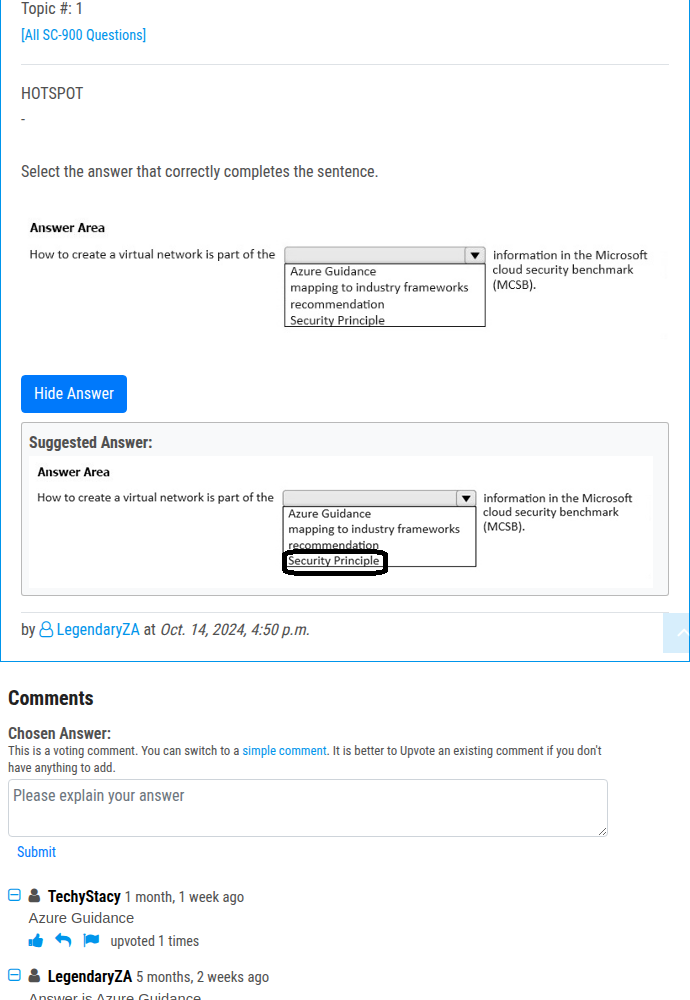 Topic #: 1
[All SC-900 Questions]
HOTSPOT
-
Select the answer that correctly completes the sentence.
Answer Area
How to create a virtual network is part of the
information in the Microsoft
cloud security benchmark
(MCSB).
Azure Guidance
mapping to industry frameworks
recommendation
Security Principle
Hide Answer
Suggested Answer:
Answer Area
How to create a virtual network is part of the
information in the Microsoft
cloud security benchmark
(MCSB).
Azure Guidance
mapping to industry frameworks
recommendation
Security Principle
by LegendaryZA at Oct. 14, 2024, 4:50 p.m.
Comments
Chosen Answer:
This is a voting comment. You can switch to a simple comment. It is better to Upvote an existing comment if you don't
have anything to add.
Please explain your answer
Submit
TechyStacy 1 month, 1 week ago
Azure Guidance
upvoted 1 times
LegendaryZA 5 months, 2 weeks ago
Answer is Azure Guidance